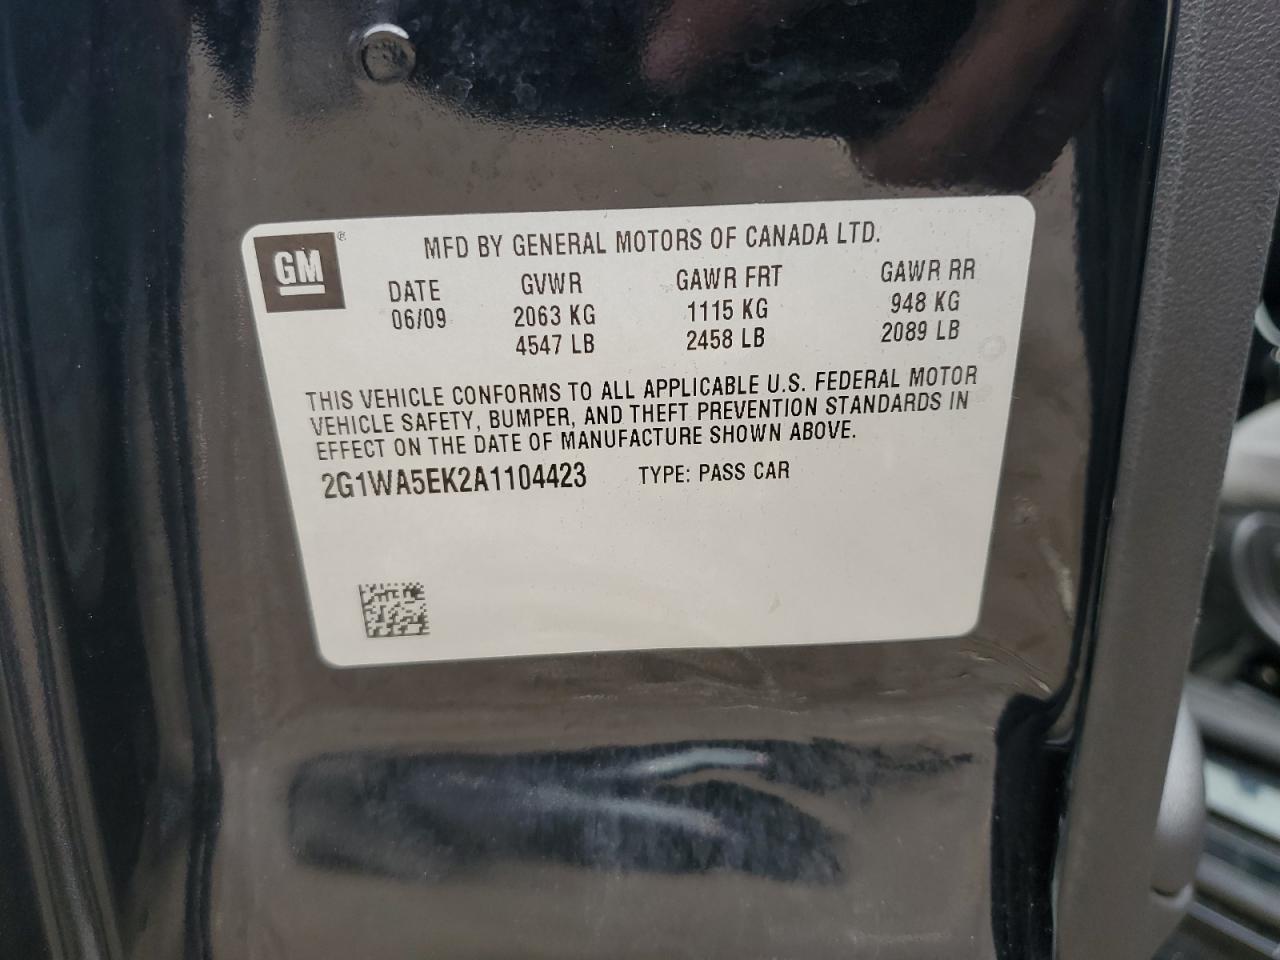 GM®
MFD BY GENERAL MOTORS OF CANADA LTD.
DATE GVWR GAWR FRT GAWR RR
06/09 2063 KG 1115 KG 948 KG
4547 LB 2458 LB 2089 LB
THIS VEHICLE CONFORMS TO ALL APPLICABLE U.S. FEDERAL MOTOR
VEHICLE SAFETY, BUMPER, AND THEFT PREVENTION STANDARDS IN
EFFECT ON THE DATE OF MANUFACTURE SHOWN ABOVE.
2G1WA5EK2A1104423 TYPE: PASS CAR